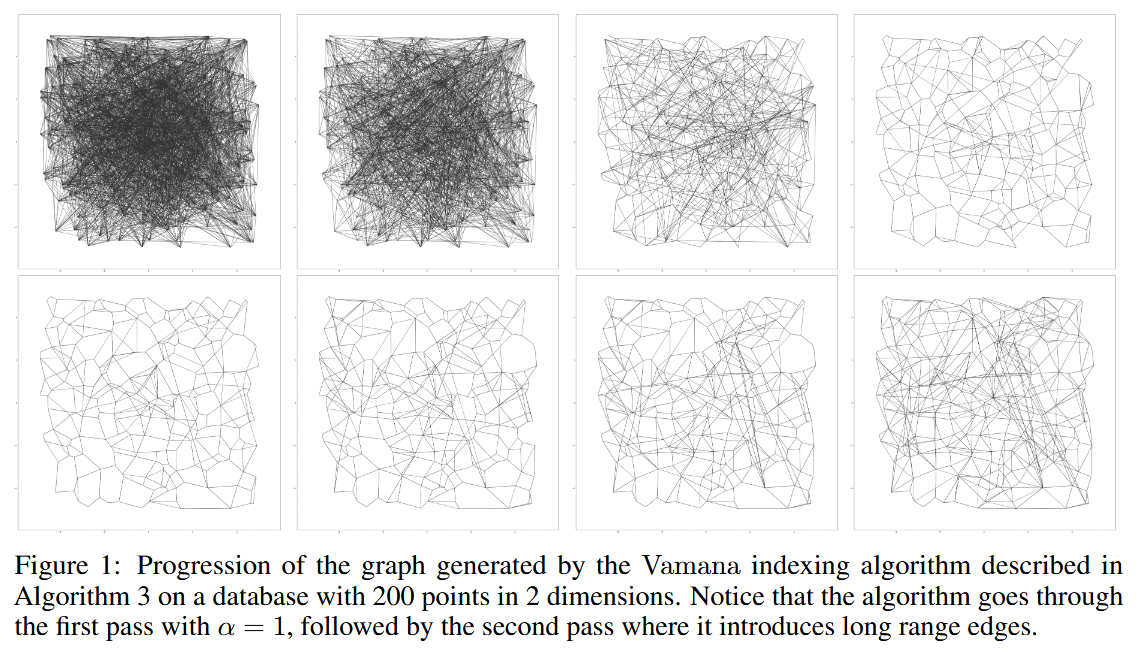 Figure 1: Progression of the graph generated by the Vamana indexing algorithm described in
Algorithm 3 on a database with 200 points in 2 dimensions. Notice that the algorithm goes through
the first pass with α = 1, followed by the second pass where it introduces long range edges.